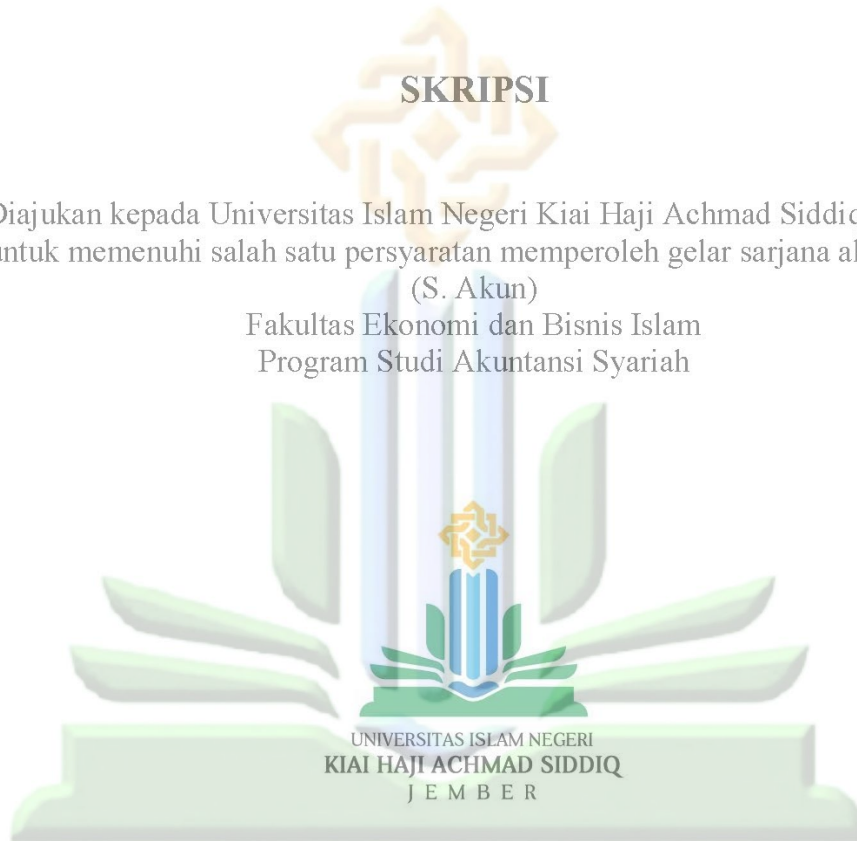 SKRIPSI
Diajukan kepada Universitas Islam Negeri Kiai Haji Achmad Siddiq
untuk memenuhi salah satu persyaratan memperoleh gelar sarjana
(S. Akun)
Fakultas Ekonomi dan Bisnis Islam
Program Studi Akuntansi Syariah
UNIVERSITAS ISLAM NEGERI
KIAI HAJI ACHMAD SIDDIQ
JEMBER